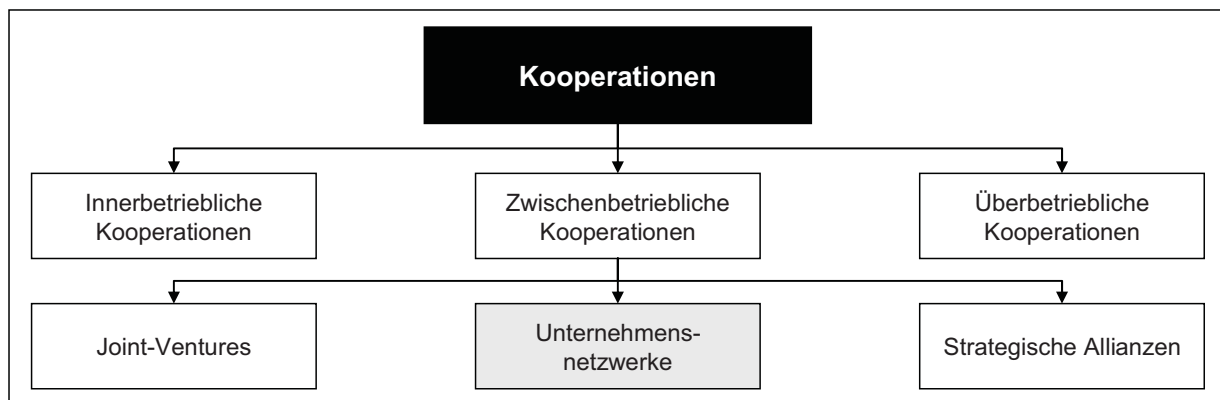 Kooperationen
Innerbetriebliche
Kooperationen
Zwischenbetriebliche
Kooperationen
Überbetriebliche
Kooperationen
Joint-Ventures
Unternehmens-
netzwerke
Strategische Allianzen